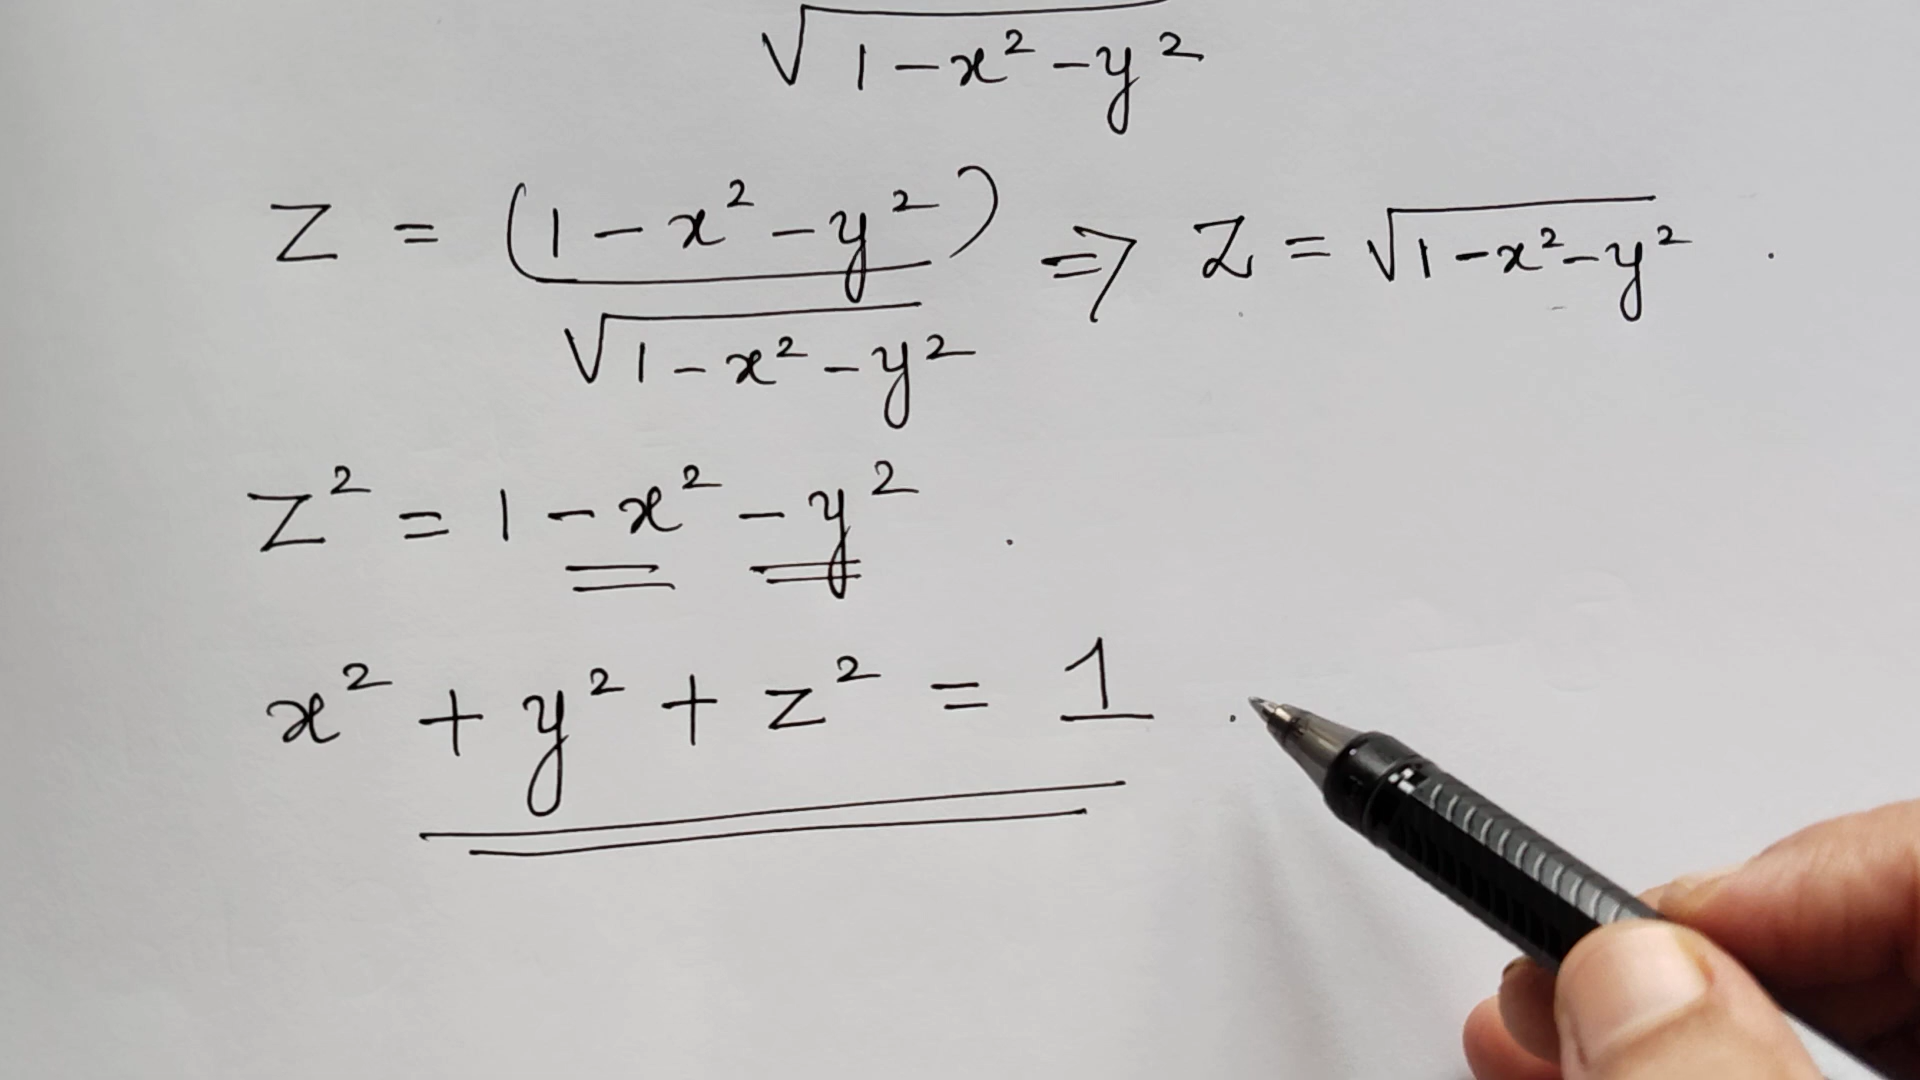 √1-x²-y²
Z = (1-x²-y²) / √1-x²-y² ⇒ Z = √1-x²-y² .
Z² = 1-x²-y² .
x² + y² + z² = 1 .